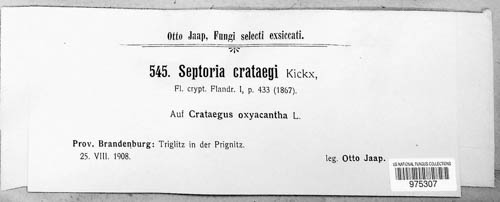 Otto Jaap, Fungi selecti exsiccati.
545. Septoria crataegi Kickx,
Fl. crypt. Flandr. I, p. 433 (1867).
Auf Crataegus oxyacantha L.
Prov. Brandenburg: Triglitz in der Prignitz.
25. VIII. 1908.
leg. Otto Jaap.
US NATIONAL FUNGUS COLLECTIONS
975307